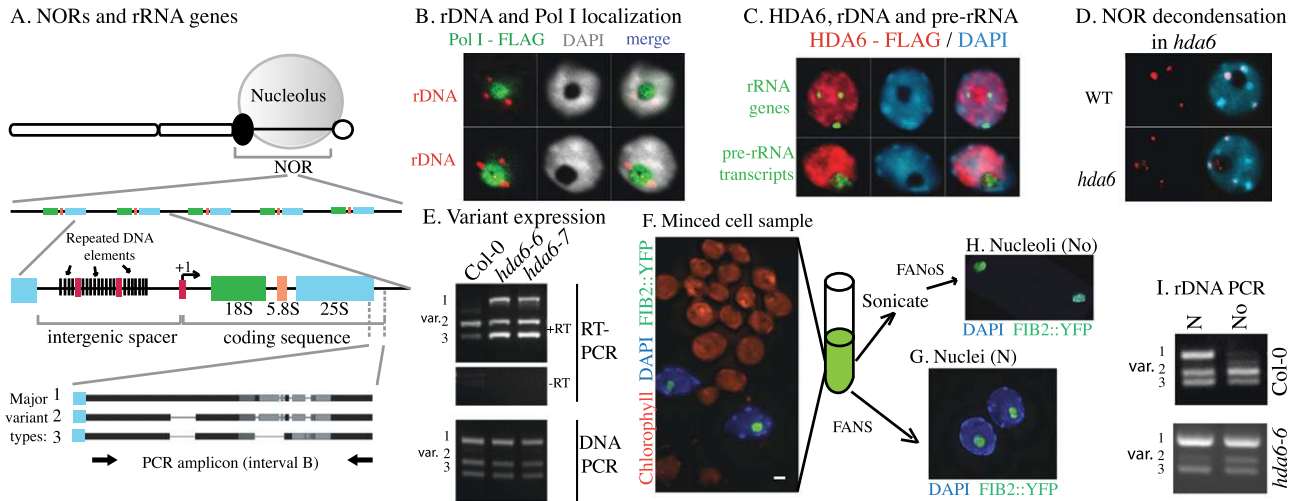 A. NORs and rRNA genes
Nucleolus
NOR
Repeated DNA
elements
+1
18S
5.8S
25S
intergenic spacer
coding sequence
Major 1
variant 2
types: 3
PCR amplicon (interval B)
B. rDNA and Pol I localization
Pol I - FLAG
DAPI
merge
rDNA
rDNA
C. HDA6, rDNA and pre-rRNA
HDA6 - FLAG / DAPI
rRNA
genes
pre-rRNA
transcripts
D. NOR decondensation
in hda6
WT
hda6
E. Variant expression
Col-0
hda6-6
hda6-7
1
var. 2
3
+RT
-RT
RT-
PCR
1
var. 2
3
DNA
PCR
F. Minced cell sample
Chlorophyll DAPI FIB2::YFP
FANoS
Sonicate
FANS
H. Nucleoli (No)
DAPI FIB2::YFP
G. Nuclei (N)
DAPI FIB2::YFP
I. rDNA PCR
N
No
1
var. 2
3
Col-0
1
var. 2
3
hda6-6